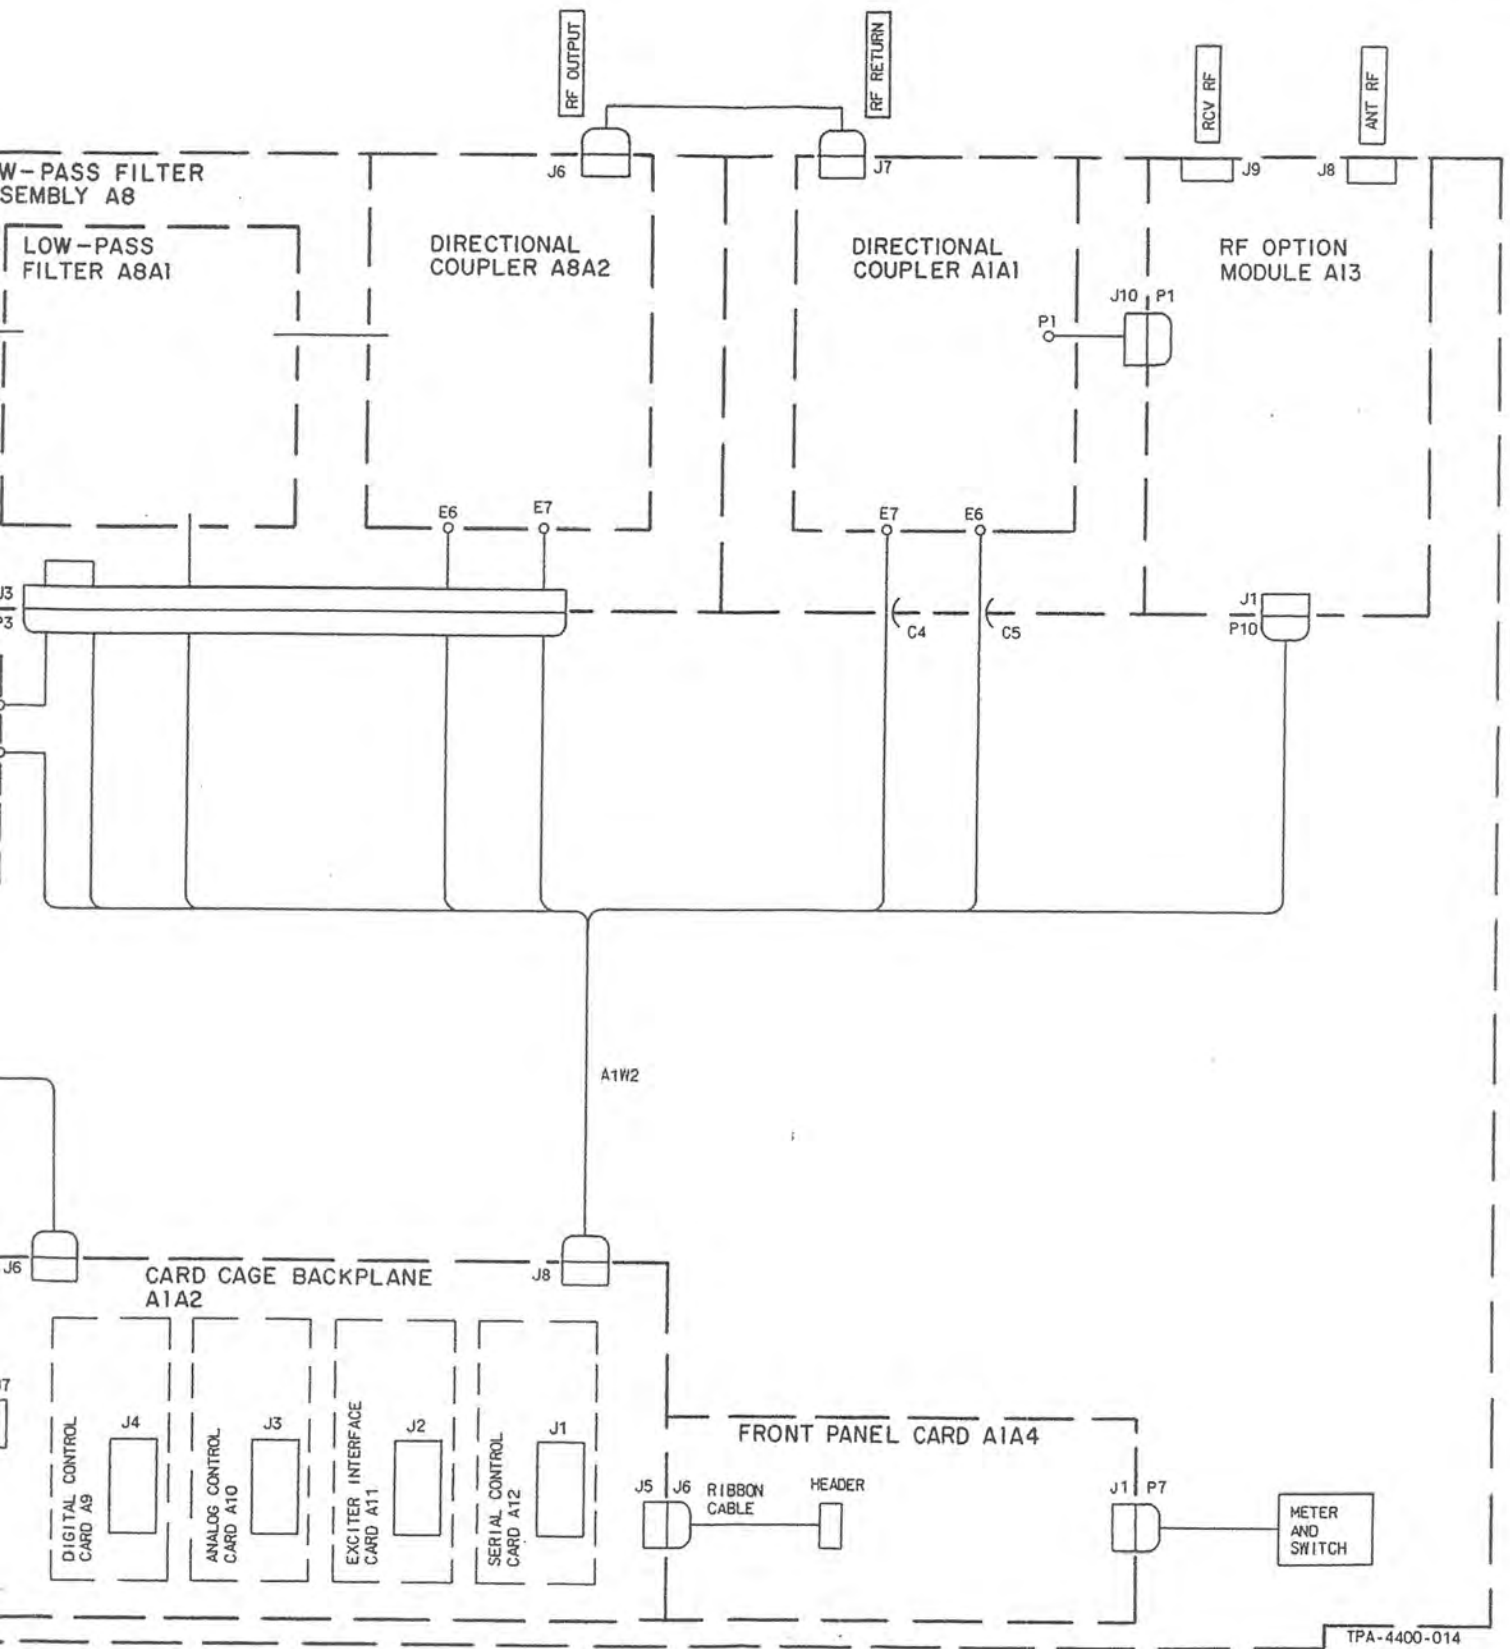 RF OUTPUT
RF RETURN
RCV RF
ANT RF
J6
J7
J9
J8
W-PASS FILTER
SEMBLY A8
LOW-PASS
FILTER A8A1
DIRECTIONAL
COUPLER A8A2
DIRECTIONAL
COUPLER A1A1
RF OPTION
MODULE A13
J10 P1
P1
E6
E7
E7
E6
J3
P3
C4
C5
J1
P10
A1W2
J6
J8
CARD CAGE BACKPLANE
A1A2
J7
DIGITAL CONTROL
CARD A9
J4
ANALOG CONTROL
CARD A10
J3
EXCITER INTERFACE
CARD A11
J2
SERIAL CONTROL
CARD A12
J1
FRONT PANEL CARD A1A4
J5 J6
RIBBON
CABLE
HEADER
J1 P7
METER
AND
SWITCH
TPA-4400-014